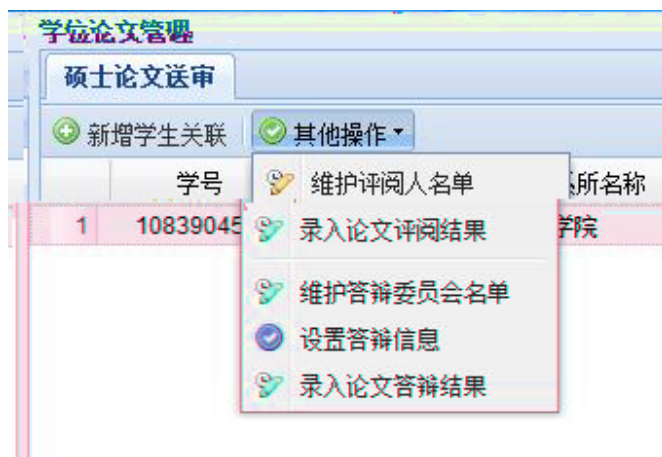 学位论文管理
硕士论文送审
新增学生关联 其他操作
学号 所名称
维护评阅人名单
1 10839045 学院
录入论文评阅结果
维护答辩委员会名单
设置答辩信息
录入论文答辩结果